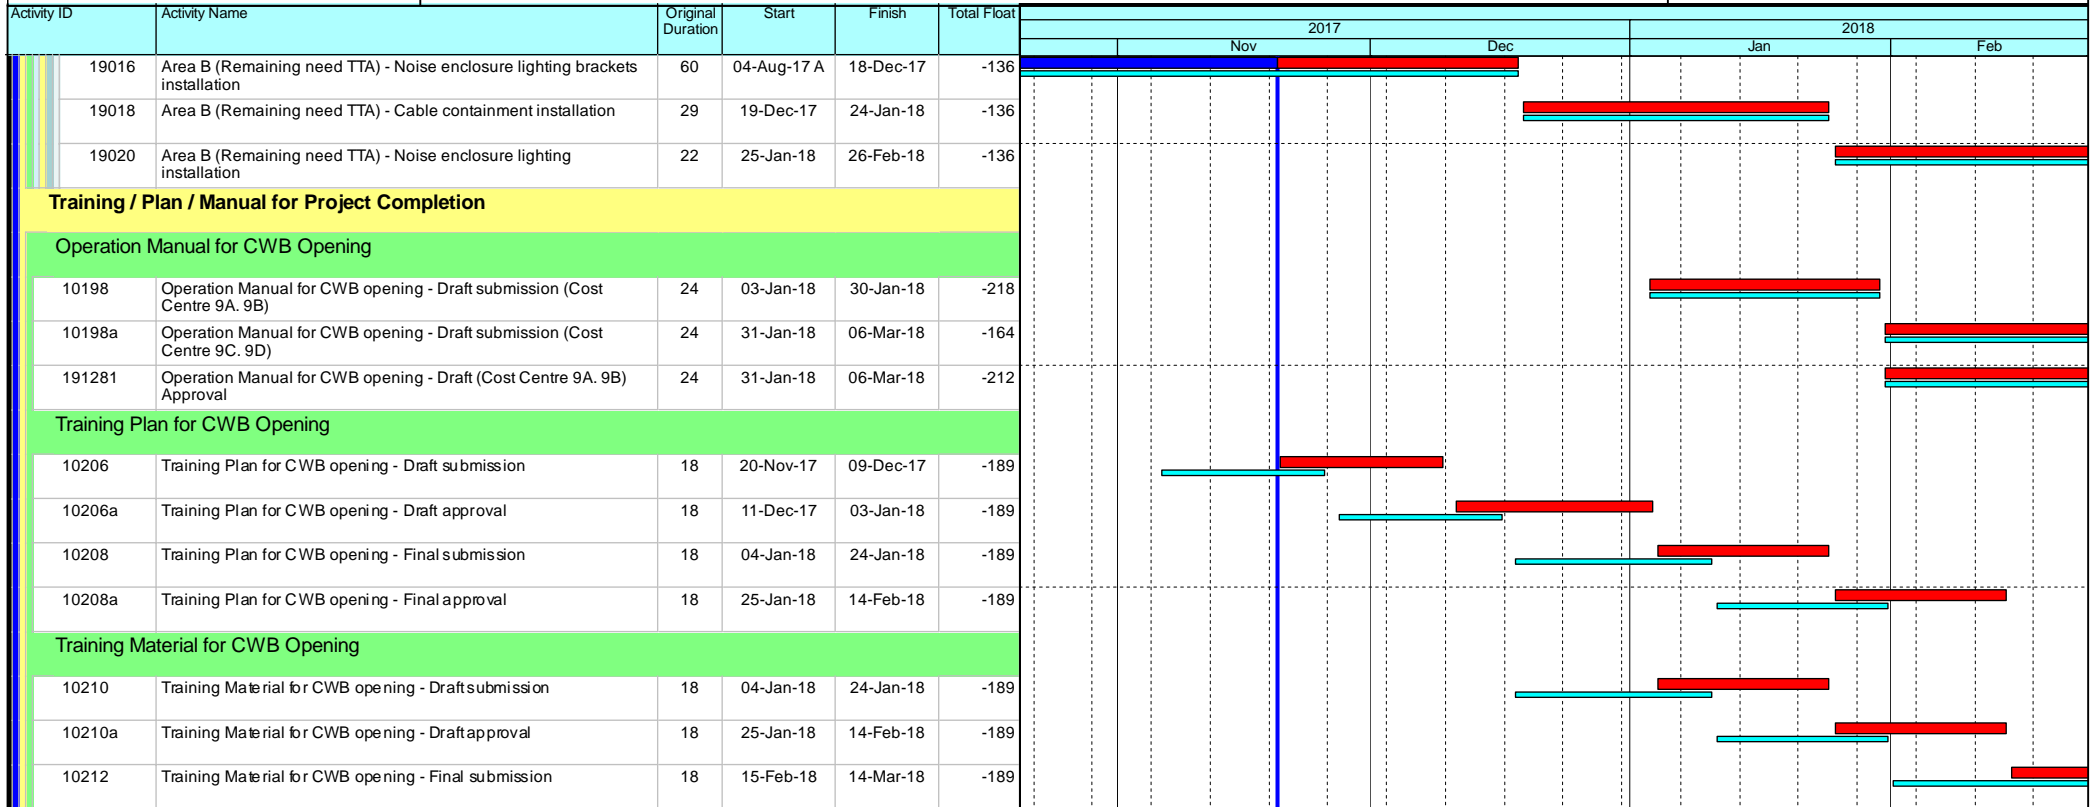 Activity ID Activity Name Original Start Finish Total Float
Duration
2017 2018
Nov Dec Jan Feb
19016 Area B (Remaining need TTA) - Noise enclosure lighting brackets 60 04-Aug-17 A 18-Dec-17 -136
installation
19018 Area B (Remaining need TTA) - Cable containment installation 29 19-Dec-17 24-Jan-18 -136
19020 Area B (Remaining need TTA) - Noise enclosure lighting 22 25-Jan-18 26-Feb-18 -136
installation
Training / Plan / Manual for Project Completion
Operation Manual for CWB Opening
10198 Operation Manual for CWB opening - Draft submission (Cost 24 03-Jan-18 30-Jan-18 -218
Centre 9A. 9B)
10198a Operation Manual for CWB opening - Draft submission (Cost 24 31-Jan-18 06-Mar-18 -164
Centre 9C. 9D)
191281 Operation Manual for CWB opening - Draft (Cost Centre 9A. 9B) 24 31-Jan-18 06-Mar-18 -212
Approval
Training Plan for CWB Opening
10206 Training Plan for CWB opening - Draft submission 18 20-Nov-17 09-Dec-17 -189
10206a Training Plan for CWB opening - Draft approval 18 11-Dec-17 03-Jan-18 -189
10208 Training Plan for CWB opening - Final submission 18 04-Jan-18 24-Jan-18 -189
10208a Training Plan for CWB opening - Final approval 18 25-Jan-18 14-Feb-18 -189
Training Material for CWB Opening
10210 Training Material for CWB opening - Draft submission 18 04-Jan-18 24-Jan-18 -189
10210a Training Material for CWB opening - Draft approval 18 25-Jan-18 14-Feb-18 -189
10212 Training Material for CWB opening - Final submission 18 15-Feb-18 14-Mar-18 -189